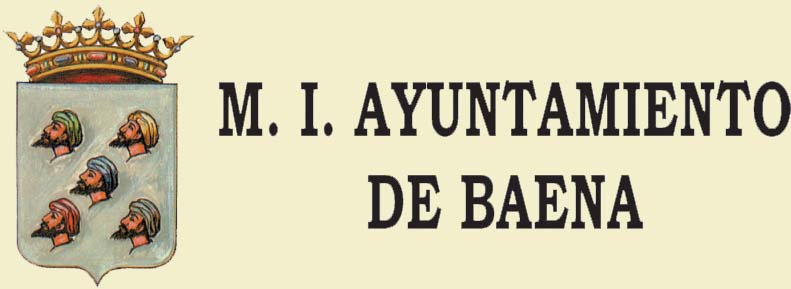 M. I. AYUNTAMIENTO
DE BAENA